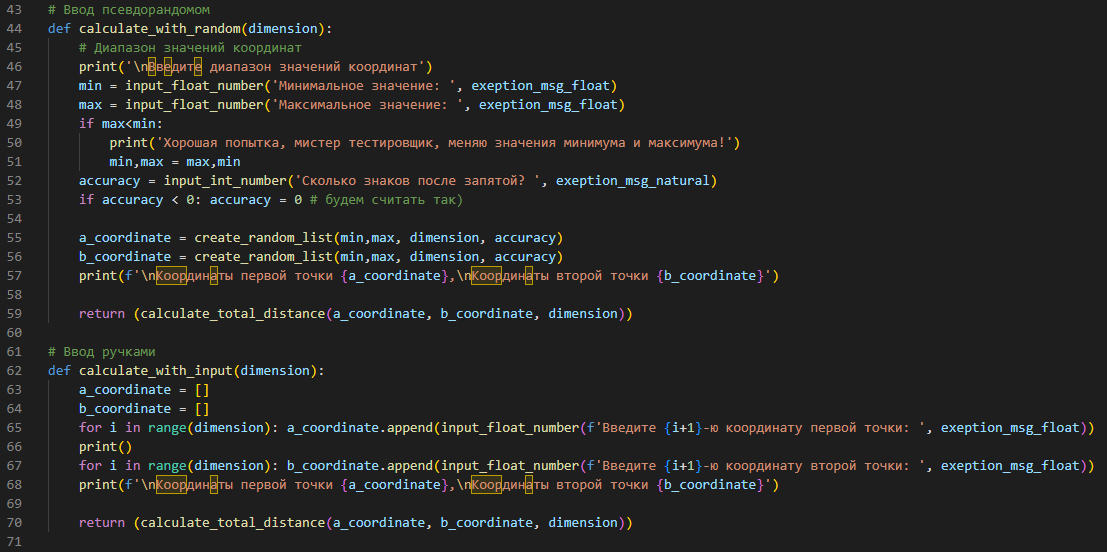 43 # Ввод псевдорандомом
44 def calculate_with_random(dimension):
45     # Диапазон значений координат
46     print('\nВведите диапазон значений координат')
47     min = input_float_number('Минимальное значение: ', exeption_msg_float)
48     max = input_float_number('Максимальное значение: ', exeption_msg_float)
49     if max<min:
50         print('Хорошая попытка, мистер тестировщик, меняю значения минимума и максимума!')
51         min,max = max,min
52     accuracy = input_int_number('Сколько знаков после запятой? ', exeption_msg_natural)
53     if accuracy < 0: accuracy = 0 # будем считать так)
54
55     a_coordinate = create_random_list(min,max, dimension, accuracy)
56     b_coordinate = create_random_list(min,max, dimension, accuracy)
57     print(f'\nКоординаты первой точки {a_coordinate},\nКоординаты второй точки {b_coordinate}')
58
59     return (calculate_total_distance(a_coordinate, b_coordinate, dimension))
60
61 # Ввод ручками
62 def calculate_with_input(dimension):
63     a_coordinate = []
64     b_coordinate = []
65     for i in range(dimension): a_coordinate.append(input_float_number(f'Введите {i+1}-ю координату первой точки: ', exeption_msg_float))
66     print()
67     for i in range(dimension): b_coordinate.append(input_float_number(f'Введите {i+1}-ю координату второй точки: ', exeption_msg_float))
68     print(f'\nКоординаты первой точки {a_coordinate},\nКоординаты второй точки {b_coordinate}')
69
70     return (calculate_total_distance(a_coordinate, b_coordinate, dimension))
71